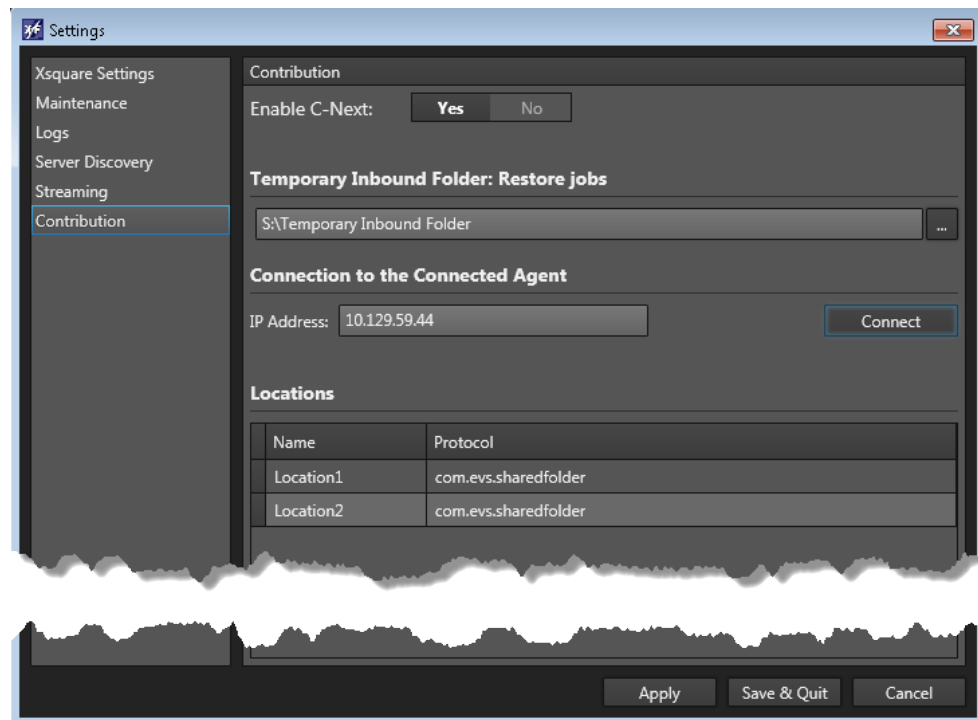 Settings
Xsquare Settings
Maintenance
Logs
Server Discovery
Streaming
Contribution
Contribution
Enable C-Next: Yes No
Temporary Inbound Folder: Restore jobs
S:\Temporary Inbound Folder ...
Connection to the Connected Agent
IP Address: 10.129.59.44 Connect
Locations
Name Protocol
Location1 com.evs.sharedfolder
Location2 com.evs.sharedfolder
Apply Save & Quit Cancel